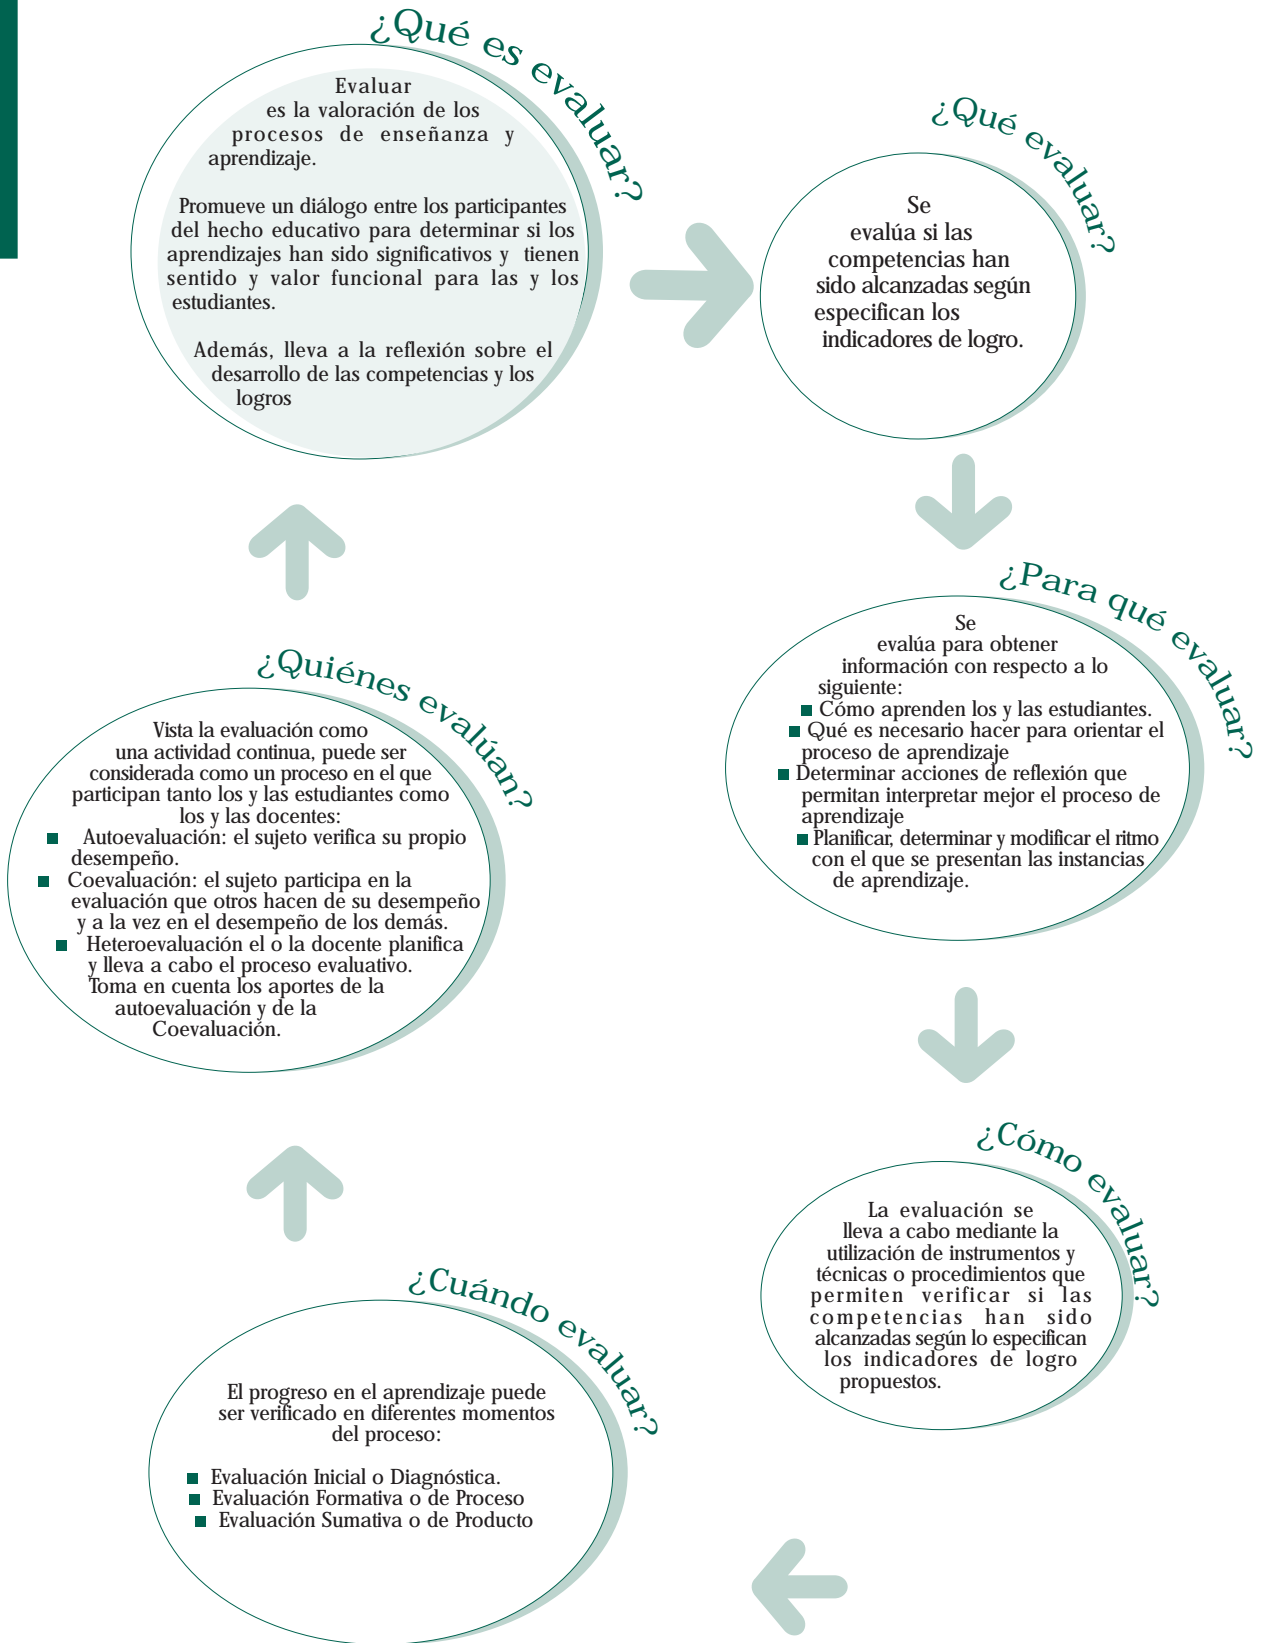 ¿Qué es evaluar?
Evaluar
es la valoración de los
procesos de enseñanza y
aprendizaje.
Promueve un diálogo entre los participantes
del hecho educativo para determinar si los
aprendizajes han sido significativos y tienen
sentido y valor funcional para las y los
estudiantes.
Además, lleva a la reflexión sobre el
desarrollo de las competencias y los
logros
¿Qué evaluar?
Se
evalúa si las
competencias han
sido alcanzadas según
especifican los
indicadores de logro.
¿Para qué evaluar?
Se
evalúa para obtener
información con respecto a lo
siguiente:
■ Cómo aprenden los y las estudiantes.
■ Qué es necesario hacer para orientar el
proceso de aprendizaje
■ Determinar acciones de reflexión que
permitan interpretar mejor el proceso de
aprendizaje
■ Planificar, determinar y modificar el ritmo
con el que se presentan las instancias
de aprendizaje.
¿Cómo evaluar?
La evaluación se
lleva a cabo mediante la
utilización de instrumentos y
técnicas o procedimientos que
permiten verificar si las
competencias han sido
alcanzadas según lo especifican
los indicadores de logro
propuestos.
¿Cuándo evaluar?
El progreso en el aprendizaje puede
ser verificado en diferentes momentos
del proceso:
■ Evaluación Inicial o Diagnóstica.
■ Evaluación Formativa o de Proceso
■ Evaluación Sumativa o de Producto
¿Quiénes evalúan?
Vista la evaluación como
una actividad continua, puede ser
considerada como un proceso en el que
participan tanto los y las estudiantes como
los y las docentes:
■ Autoevaluación: el sujeto verifica su propio
desempeño.
■ Coevaluación: el sujeto participa en la
evaluación que otros hacen de su desempeño
y a la vez en el desempeño de los demás.
■ Heteroevaluación el o la docente planifica
y lleva a cabo el proceso evaluativo.
Toma en cuenta los aportes de la
autoevaluación y de la
Coevaluación.